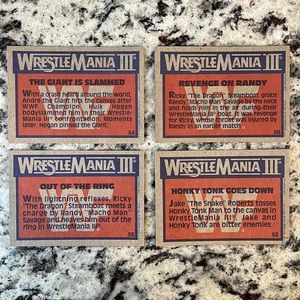 WRESTLEMANIA III
THE GIANT IS SLAMMED
With a crash heard around the world,
Andre the Giant hits the canvas after
WWF Champion Hulk Hogan
bodyslammed him in their Wrestle-
Mania III confrontation. Moments
later, Hogan pinned the Giant.
54
WRESTLEMANIA III
REVENGE ON RANDY
Ricky "The Dragon" Steamboat grabs
Randy "Macho Man" Savage by the neck
and holds him in the air during their
WrestleMania III bout. It was revenge
for Ricky, whose throat was injured by
Randy in an earlier match.
50
WRESTLEMANIA III
OUT OF THE RING
With lightning reflexes, Ricky
"The Dragon" Steamboat meets a
charge by Randy "Macho Man"
Savage and heaves him out of the
ring in WrestleMania III.
55
WRESTLEMANIA III
HONKY TONK GOES DOWN
Jake "The Snake" Roberts tosses
Honky Tonk Man to the canvas in
WrestleMania III. Jake and
Honky Tonk are bitter enemies.
52